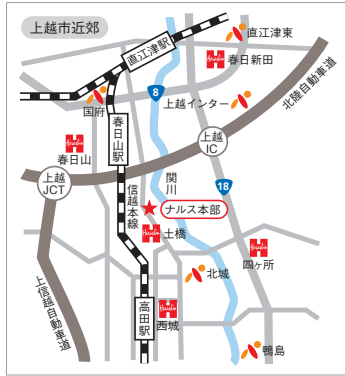 上越市近郊
直江津駅
直江津東
春日新田
北陸自動車道
国府
8
上越インター
春日山駅
上越
IC
春日山
上越
JCT
信越本線
関川
18
ナルス本部
土橋
四ヶ所
上信越自動車道
北城
高田駅
西城
鴨島